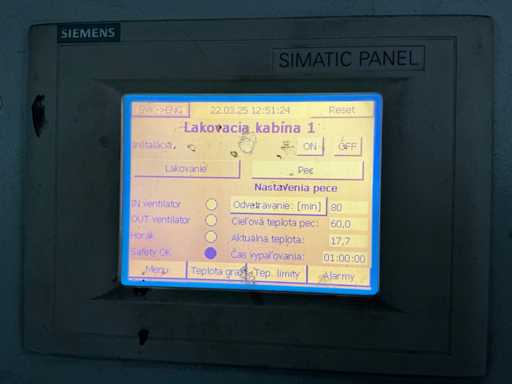 SIEMENS
SIMATIC PANEL
SVK->ENG 22.03.25 12:51:24 Reset
Lakovacia kabína 1
Inštalácia ON OFF
Lakovanie Pec
Nastavenia pece
IN ventilátor Odvetrávanie: [min] 80
OUT ventilátor Cieľová teplota pec: 60,0
Horák Aktuálna teplota: 17,7
Safety OK Čas vypaľovania: 01:00:00
Menu Teplota graf Tep. limity Alarmy